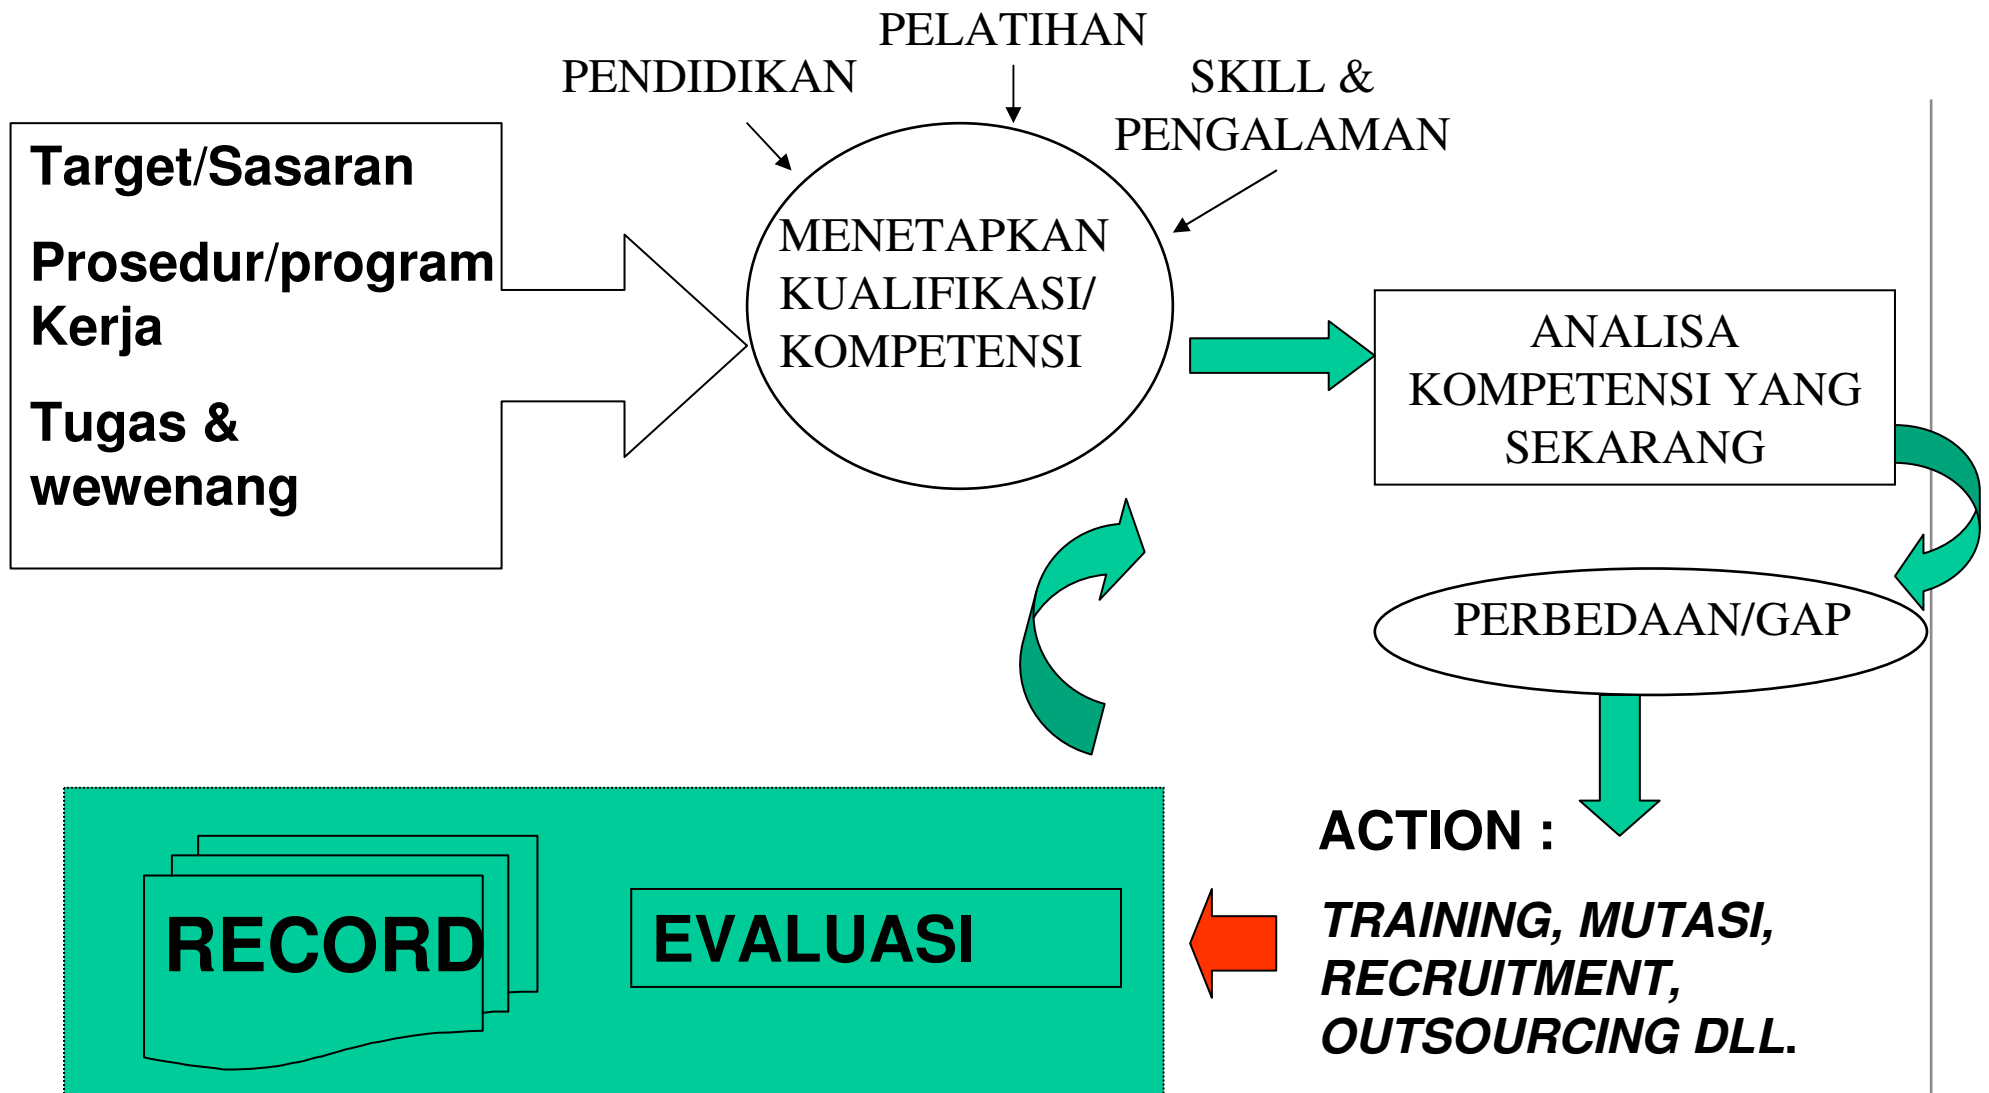 PELATIHAN
PENDIDIKAN
SKILL &
PENGALAMAN
Target/Sasaran
Prosedur/program
Kerja
Tugas &
wewenang
MENETAPKAN
KUALIFIKASI/
KOMPETENSI
ANALISA
KOMPETENSI YANG
SEKARANG
PERBEDAAN/GAP
ACTION :
TRAINING, MUTASI,
RECRUITMENT,
OUTSOURCING DLL.
EVALUASI
RECORD